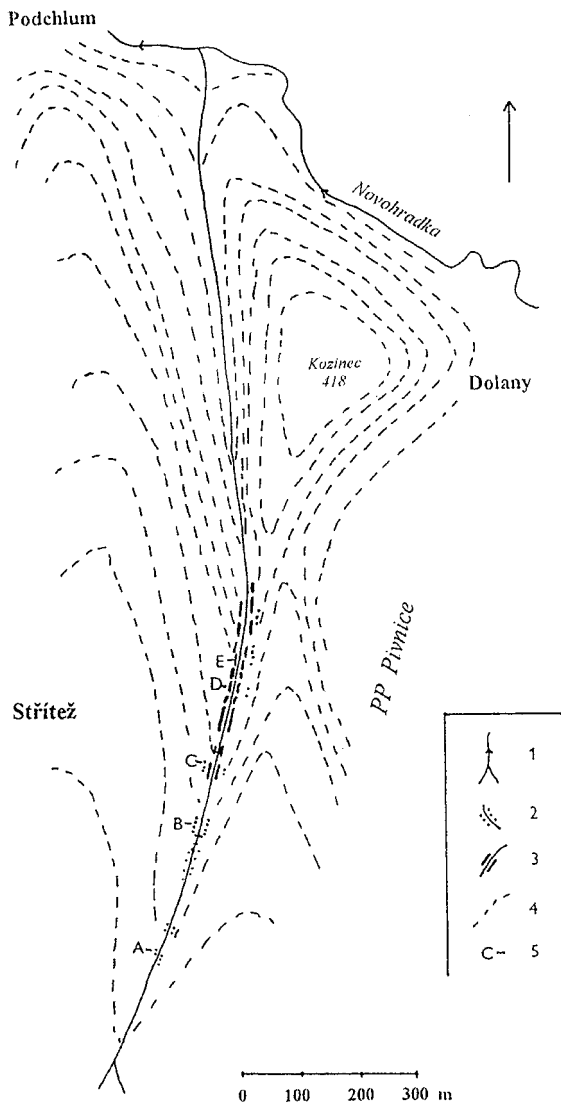 Podchlum
Novohradka
Kozinec
418
Dolany
PP Pivnice
E
D
Střítež
C
B
A
1
2
3
4
C 5
0 100 200 300 m